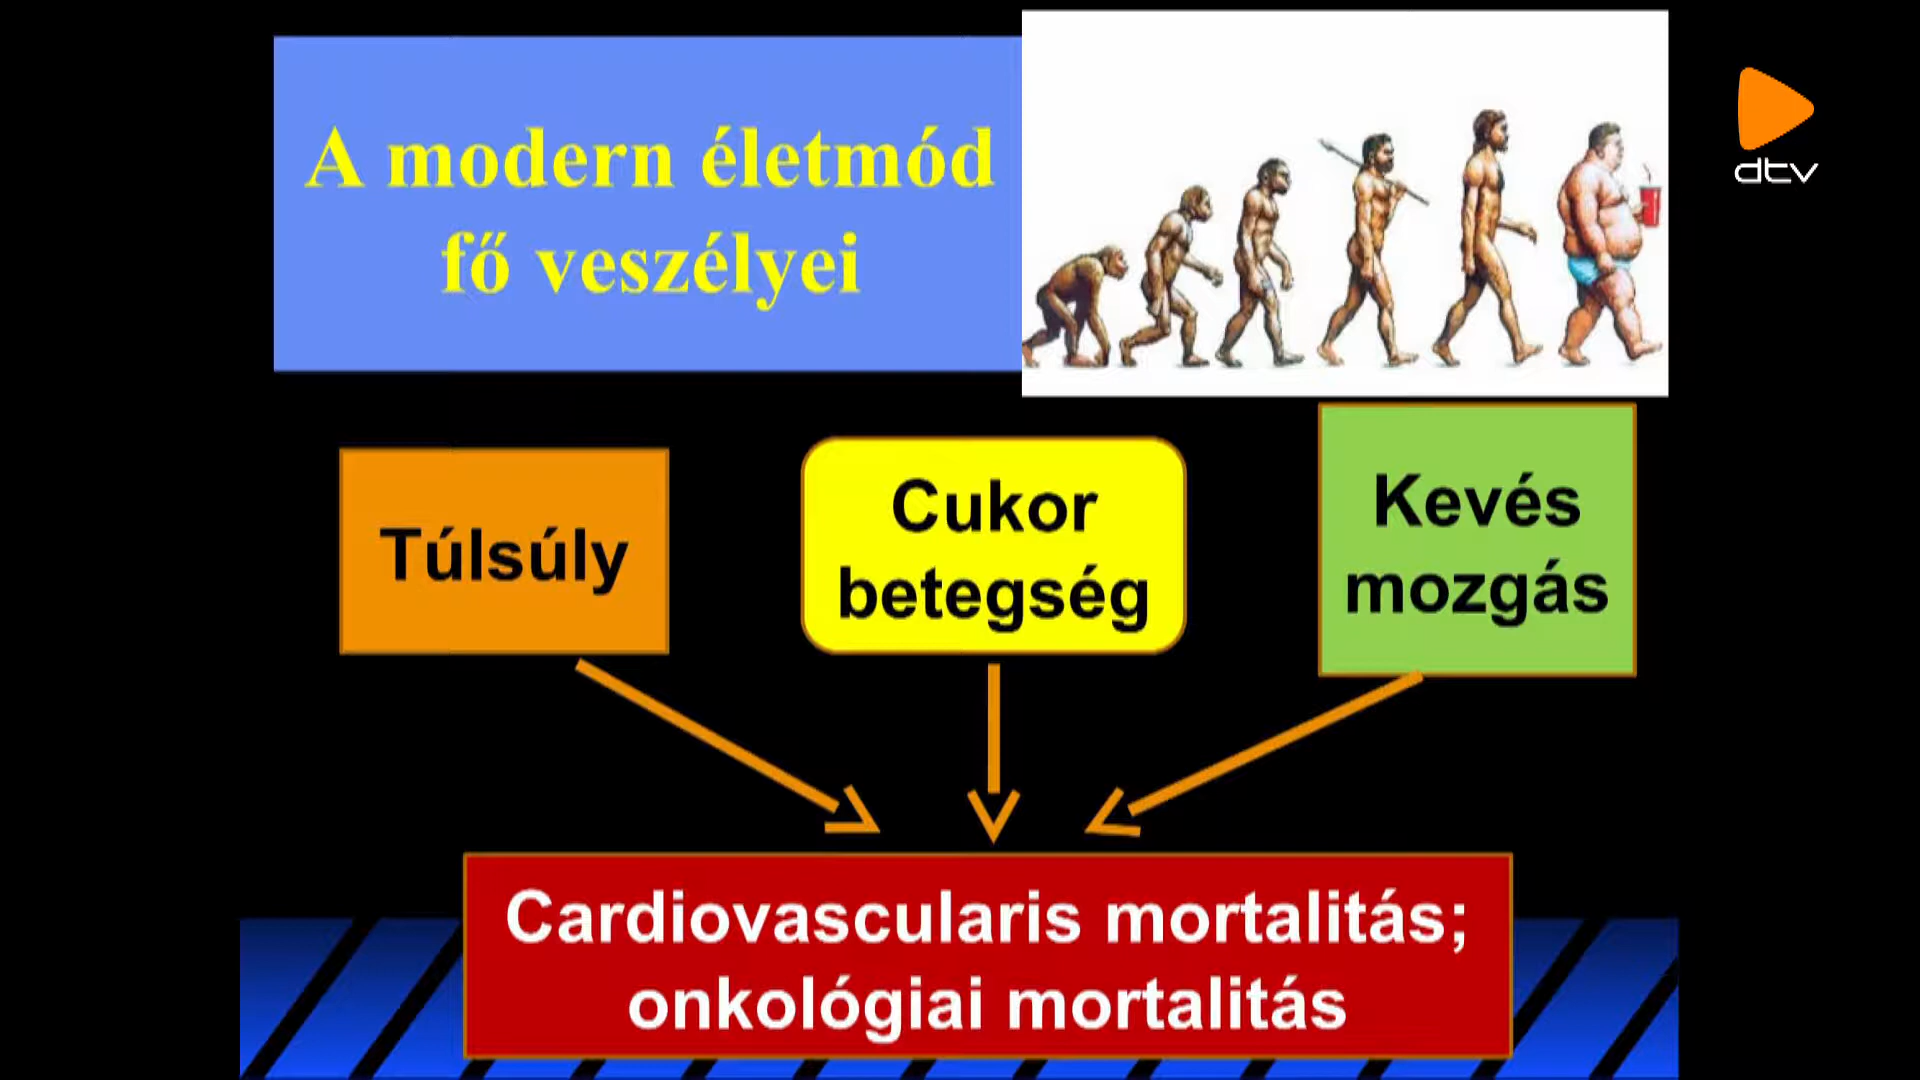 A modern életmód
fő veszélyei
dtv
Túlsúly
Cukor
betegség
Kevés
mozgás
Cardiovascularis mortalitás;
onkológiai mortalitás